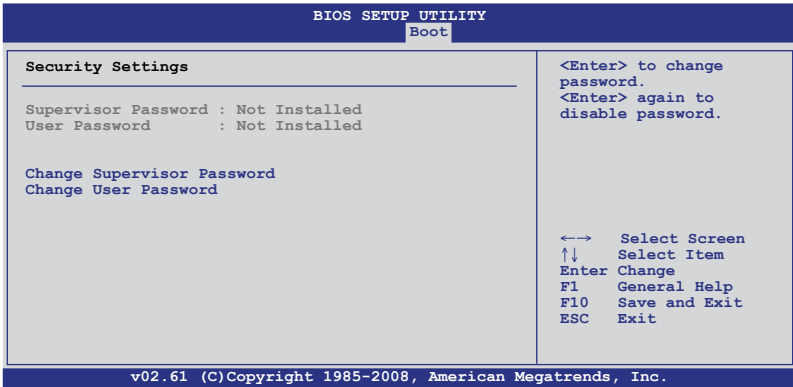 BIOS SETUP UTILITY
Boot
Security Settings
Supervisor Password : Not Installed
User Password : Not Installed
Change Supervisor Password
Change User Password
<Enter> to change
password.
<Enter> again to
disable password.
←→ Select Screen
↑↓ Select Item
Enter Change
F1 General Help
F10 Save and Exit
ESC Exit
v02.61 (C)Copyright 1985-2008, American Megatrends, Inc.